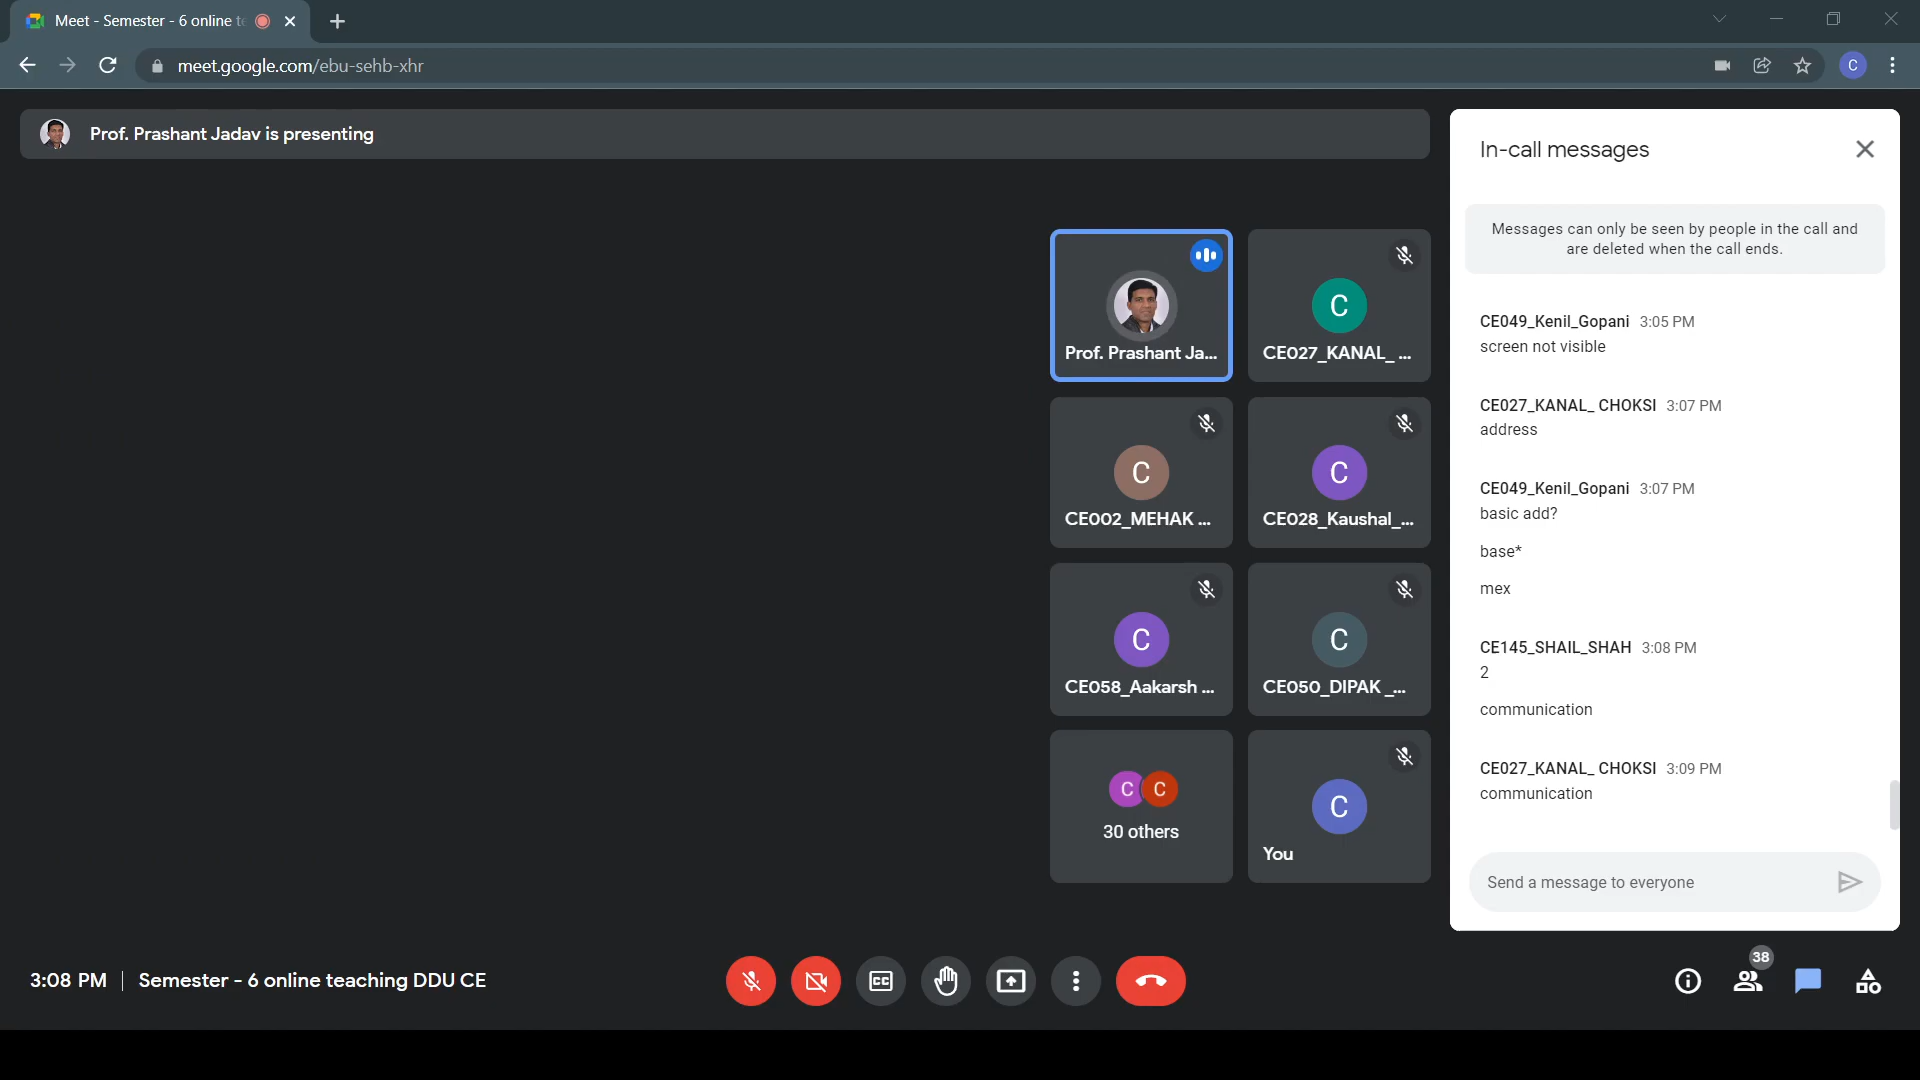 Meet - Semester - 6 online te
meet.google.com/ebu-sehb-xhr
C
Prof. Prashant Jadav is presenting
Prof. Prashant Ja...
C
CE027_KANAL_ ...
C
CE002_MEHAK ...
C
CE028_Kaushal_...
C
CE058_Aakarsh ...
C
CE050_DIPAK _...
C C
30 others
C
You
In-call messages
Messages can only be seen by people in the call and
are deleted when the call ends.
CE049_Kenil_Gopani 3:05 PM
screen not visible
CE027_KANAL_ CHOKSI 3:07 PM
address
CE049_Kenil_Gopani 3:07 PM
basic add?
base*
mex
CE145_SHAIL_SHAH 3:08 PM
2
communication
CE027_KANAL_ CHOKSI 3:09 PM
communication
Send a message to everyone
3:08 PM | Semester - 6 online teaching DDU CE
CC
38